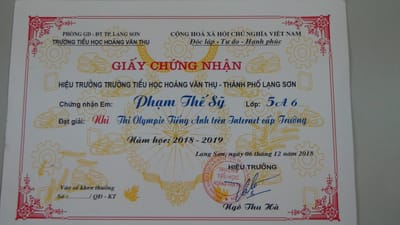 PHÒNG GD - ĐT TP. LẠNG SƠN
TRƯỜNG TIỂU HỌC HOÀNG VĂN THỤ
CỘNG HOÀ XÃ HỘI CHỦ NGHĨA VIỆT NAM
Độc lập - Tự do - Hạnh phúc
GIẤY CHỨNG NHẬN
HIỆU TRƯỞNG TRƯỜNG TIỂU HỌC HOÀNG VĂN THỤ - THÀNH PHỐ LẠNG SƠN
Chứng nhận Em: Phạm Thế Sỹ Lớp: 5A6
Đạt giải: Nhì Thi Olympic Tiếng Anh trên Internet cấp Trường
Năm học: 2018 - 2019
Lạng Sơn, ngày 06 tháng 12 năm 2018
HIỆU TRƯỞNG
Vào sổ khen thưởng
Số : ......../QĐ - KT
Ngô Thu Hà